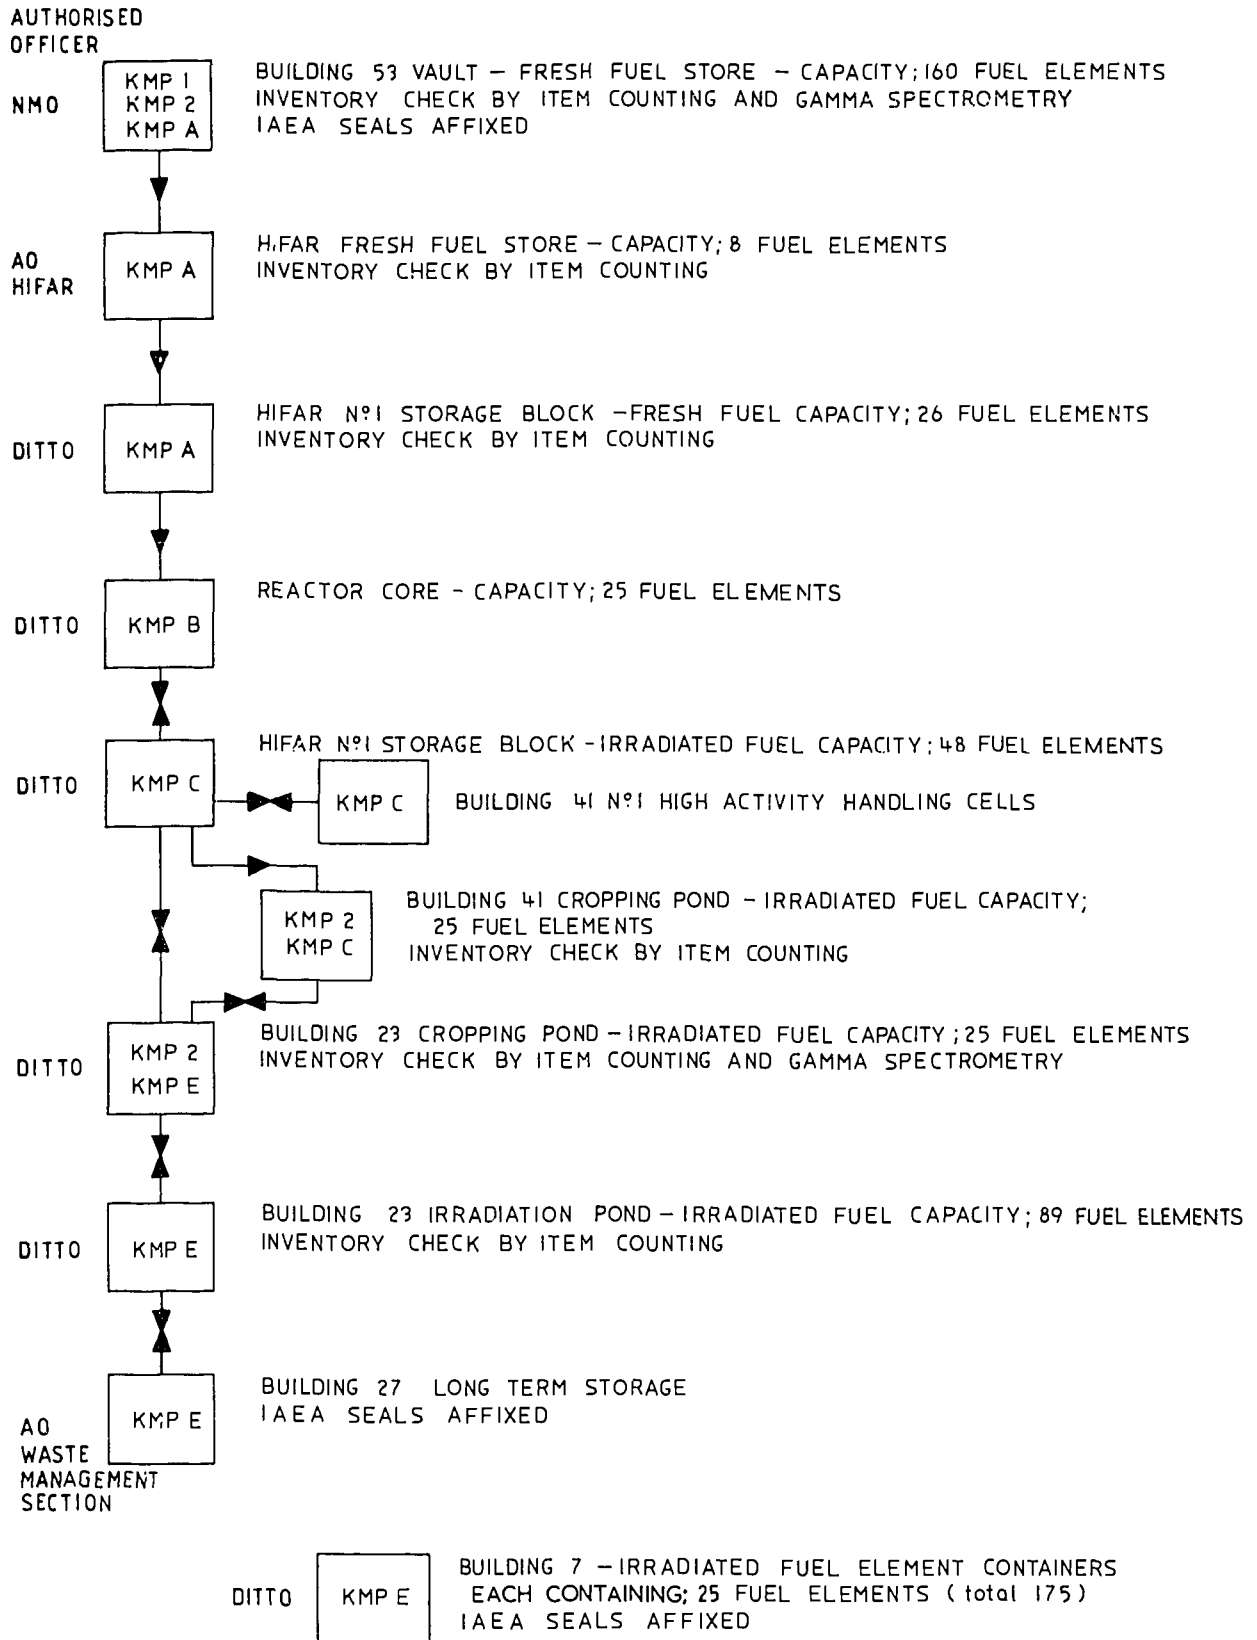 AUTHORISED
OFFICER
NMO
KMP 1
KMP 2
KMP A
BUILDING 53 VAULT – FRESH FUEL STORE – CAPACITY; 160 FUEL ELEMENTS
INVENTORY CHECK BY ITEM COUNTING AND GAMMA SPECTROMETRY
IAEA SEALS AFFIXED
AO
HIFAR
KMP A
HIFAR FRESH FUEL STORE – CAPACITY; 8 FUEL ELEMENTS
INVENTORY CHECK BY ITEM COUNTING
DITTO
KMP A
HIFAR Nº1 STORAGE BLOCK – FRESH FUEL CAPACITY; 26 FUEL ELEMENTS
INVENTORY CHECK BY ITEM COUNTING
DITTO
KMP B
REACTOR CORE – CAPACITY; 25 FUEL ELEMENTS
DITTO
KMP C
HIFAR Nº1 STORAGE BLOCK – IRRADIATED FUEL CAPACITY; 48 FUEL ELEMENTS
KMP C
BUILDING 41 Nº1 HIGH ACTIVITY HANDLING CELLS
KMP 2
KMP C
BUILDING 41 CROPPING POND – IRRADIATED FUEL CAPACITY;
25 FUEL ELEMENTS
INVENTORY CHECK BY ITEM COUNTING
DITTO
KMP 2
KMP E
BUILDING 23 CROPPING POND – IRRADIATED FUEL CAPACITY; 25 FUEL ELEMENTS
INVENTORY CHECK BY ITEM COUNTING AND GAMMA SPECTROMETRY
DITTO
KMP E
BUILDING 23 IRRADIATION POND – IRRADIATED FUEL CAPACITY; 89 FUEL ELEMENTS
INVENTORY CHECK BY ITEM COUNTING
AO
WASTE
MANAGEMENT
SECTION
KMP E
BUILDING 27 LONG TERM STORAGE
IAEA SEALS AFFIXED
DITTO
KMP E
BUILDING 7 – IRRADIATED FUEL ELEMENT CONTAINERS
EACH CONTAINING; 25 FUEL ELEMENTS (total 175)
IAEA SEALS AFFIXED